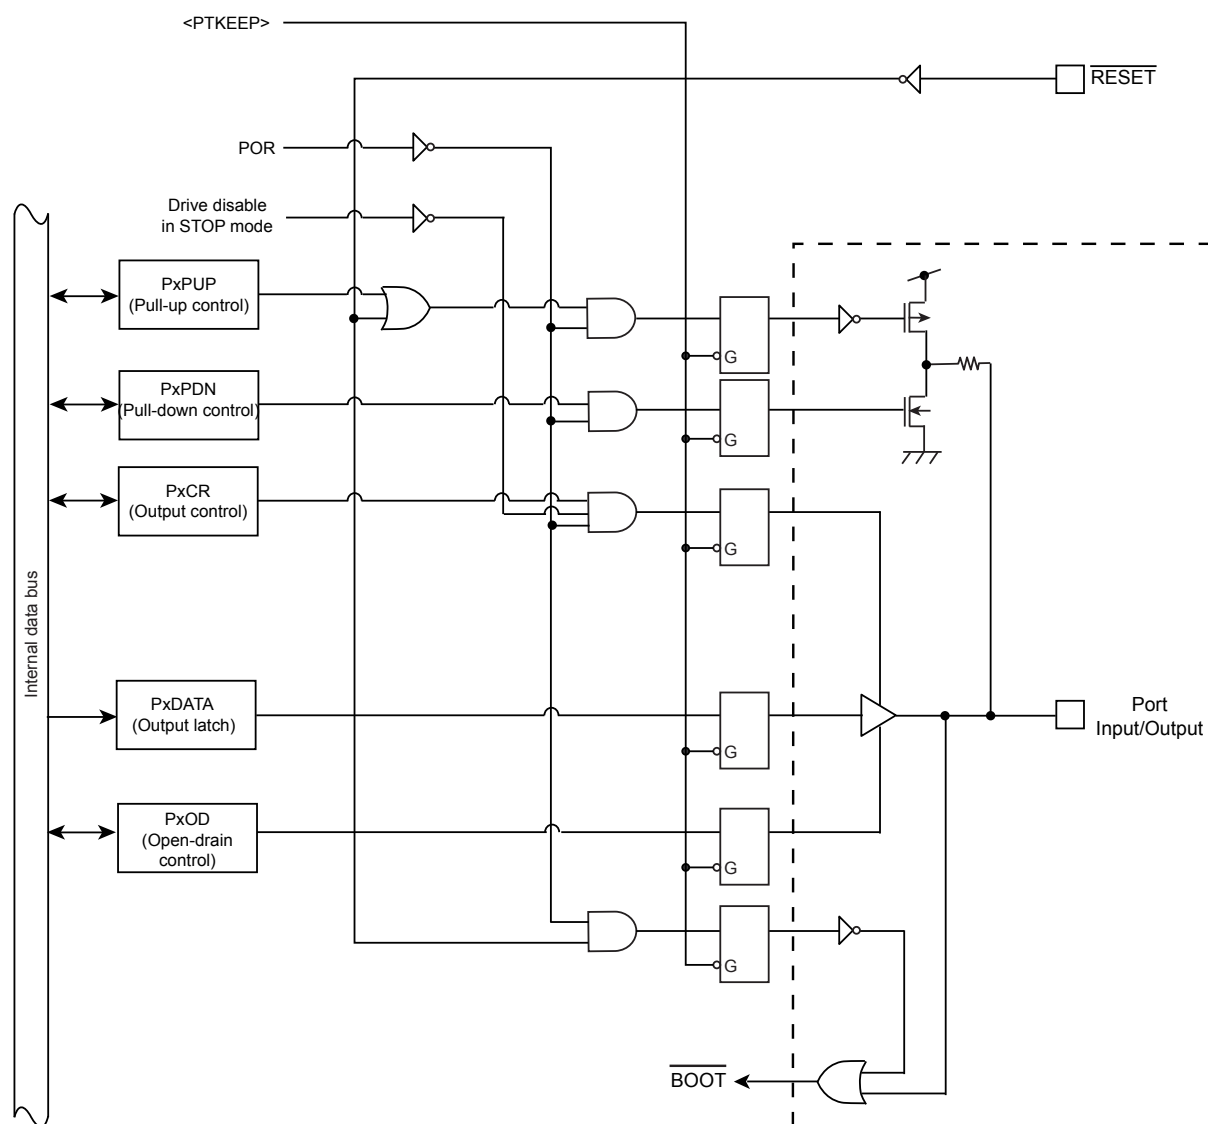 <PTKEEP>
RESET
POR
Drive disable
in STOP mode
PxPUP
(Pull-up control)
G
PxPDN
(Pull-down control)
G
PxCR
(Output control)
G
Internal data bus
PxDATA
(Output latch)
G
Port
Input/Output
PxOD
(Open-drain
control)
G
G
BOOT